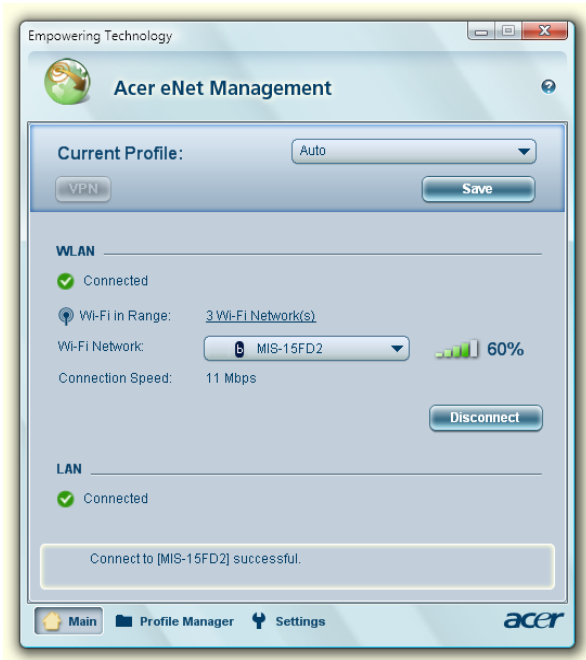 Empowering Technology
Acer eNet Management
Current Profile:
Auto
VPN
Save
WLAN
Connected
Wi-Fi in Range:
3 Wi-Fi Network(s)
Wi-Fi Network:
b MIS-15FD2
60%
Connection Speed:
11 Mbps
Disconnect
LAN
Connected
Connect to [MIS-15FD2] successful.
Main
Profile Manager
Settings
acer